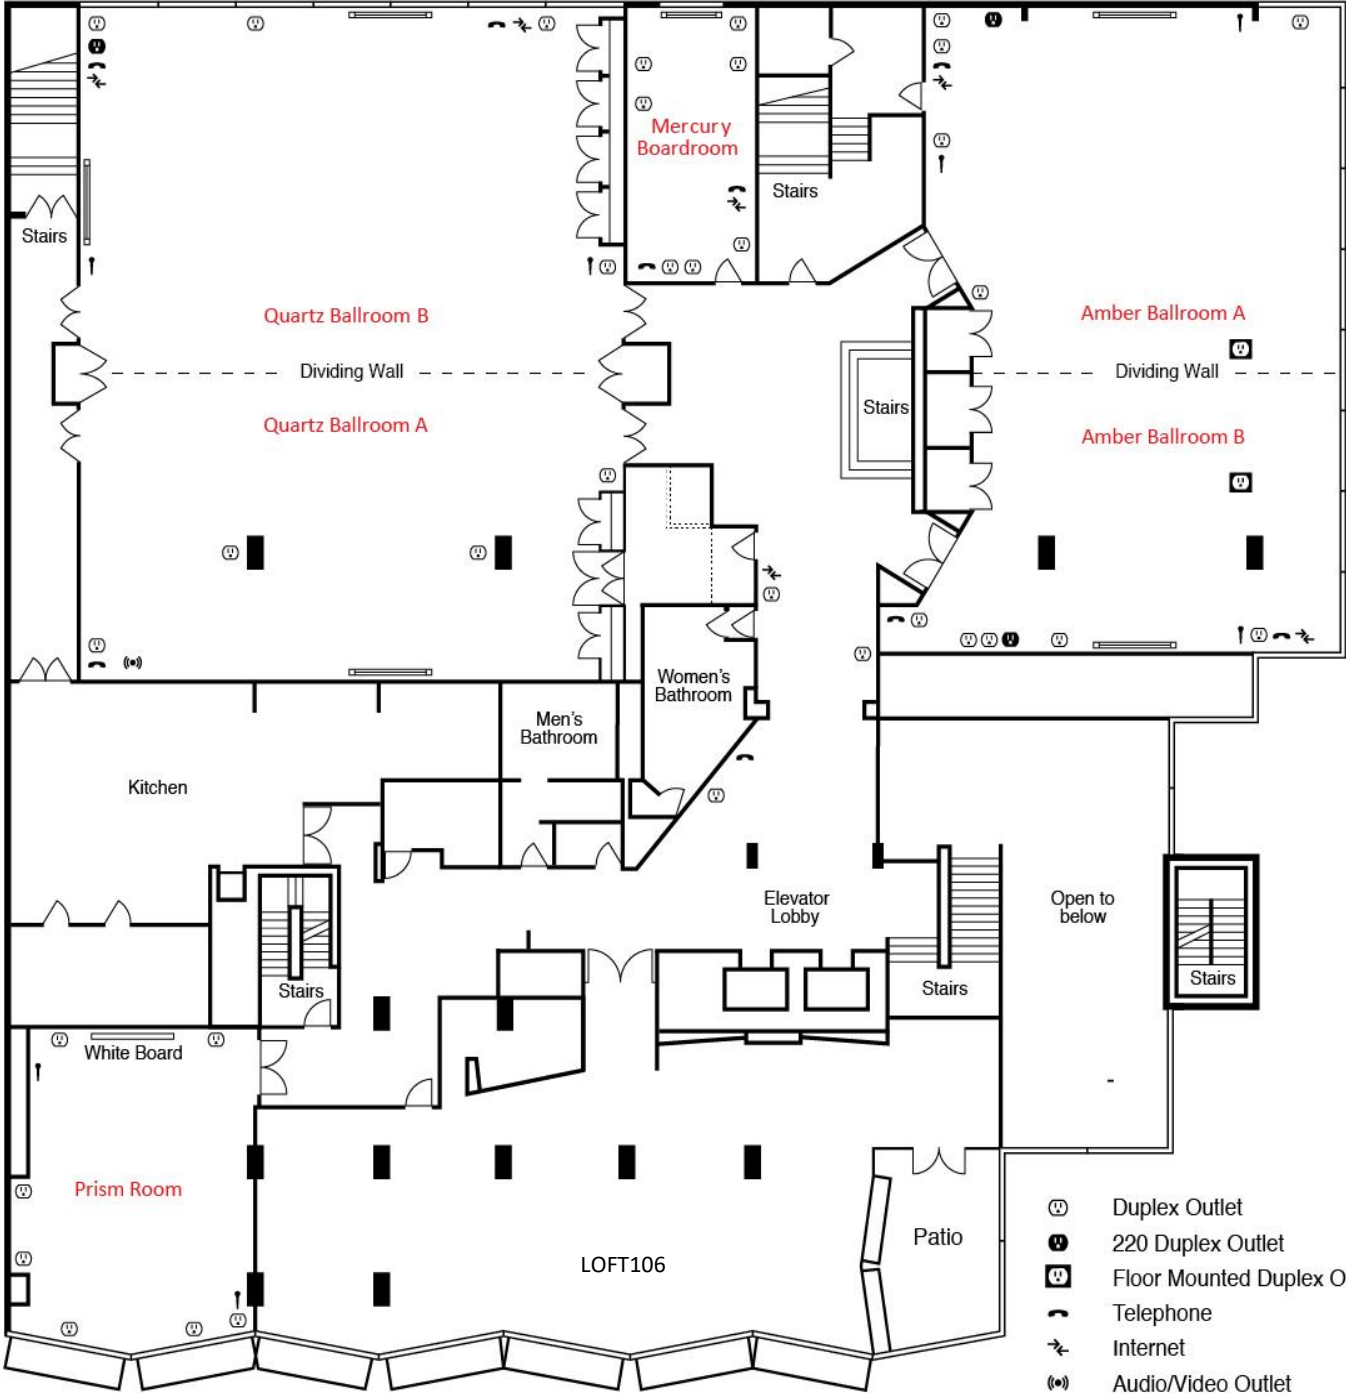 Mercury
Boardroom
Stairs
Stairs
Quartz Ballroom B
Amber Ballroom A
Dividing Wall
Dividing Wall
Stairs
Quartz Ballroom A
Amber Ballroom B
Women's
Bathroom
Men's
Bathroom
Kitchen
Elevator
Lobby
Open to
below
Stairs
Stairs
Stairs
White Board
Prism Room
LOFT106
Patio
Duplex Outlet
220 Duplex Outlet
Floor Mounted Duplex O
Telephone
Internet
Audio/Video Outlet